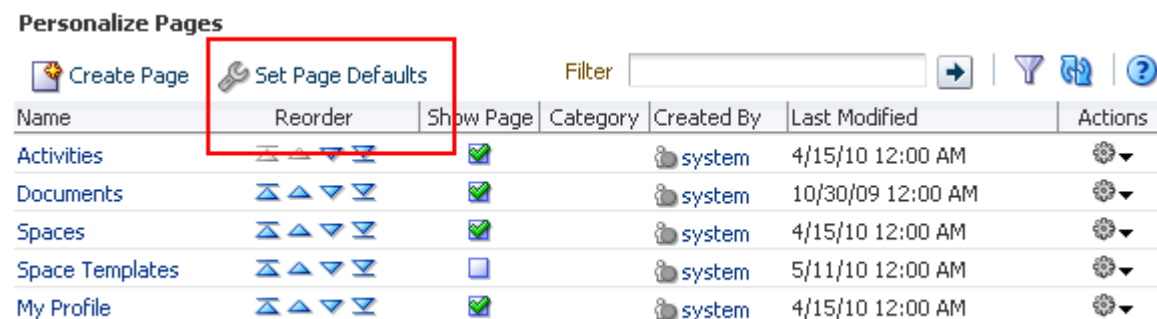 Personalize Pages
Create Page Set Page Defaults Filter
Name Reorder Show Page Category Created By Last Modified Actions
Activities system 4/15/10 12:00 AM
Documents system 10/30/09 12:00 AM
Spaces system 4/15/10 12:00 AM
Space Templates system 5/11/10 12:00 AM
My Profile system 4/15/10 12:00 AM